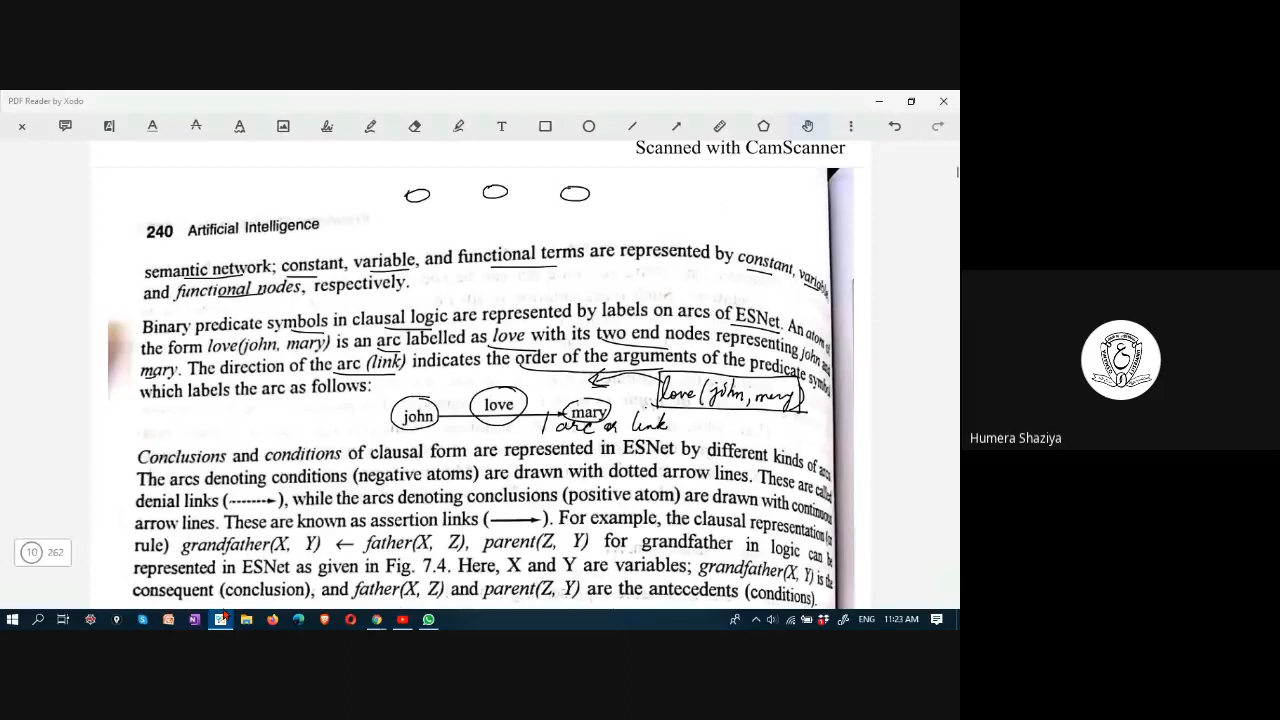 PDF Reader by Xodo
Scanned with CamScanner
240 Artificial Intelligence
semantic network; constant, variable, and functional terms are represented by constant, variable,
and functional nodes, respectively.
Binary predicate symbols in clausal logic are represented by labels on arcs of ESNet. An atom of
the form love(john, mary) is an arc labelled as love with its two end nodes representing john and
mary. The direction of the arc (link) indicates the order of the arguments of the predicate symbol
which labels the arc as follows:
love(john, mary)
john love mary
arc or link
Conclusions and conditions of clausal form are represented in ESNet by different kinds of arcs.
The arcs denoting conditions (negative atoms) are drawn with dotted arrow lines. These are called
denial links (--------►), while the arcs denoting conclusions (positive atom) are drawn with continuous
arrow lines. These are known as assertion links (———►). For example, the clausal representation (or
rule) grandfather(X, Y) ← father(X, Z), parent(Z, Y) for grandfather in logic can be
represented in ESNet as given in Fig. 7.4. Here, X and Y are variables; grandfather(X, Y) is the
consequent (conclusion), and father(X, Z) and parent(Z, Y) are the antecedents (conditions).
10 262
Humera Shaziya
ENG 11:23 AM